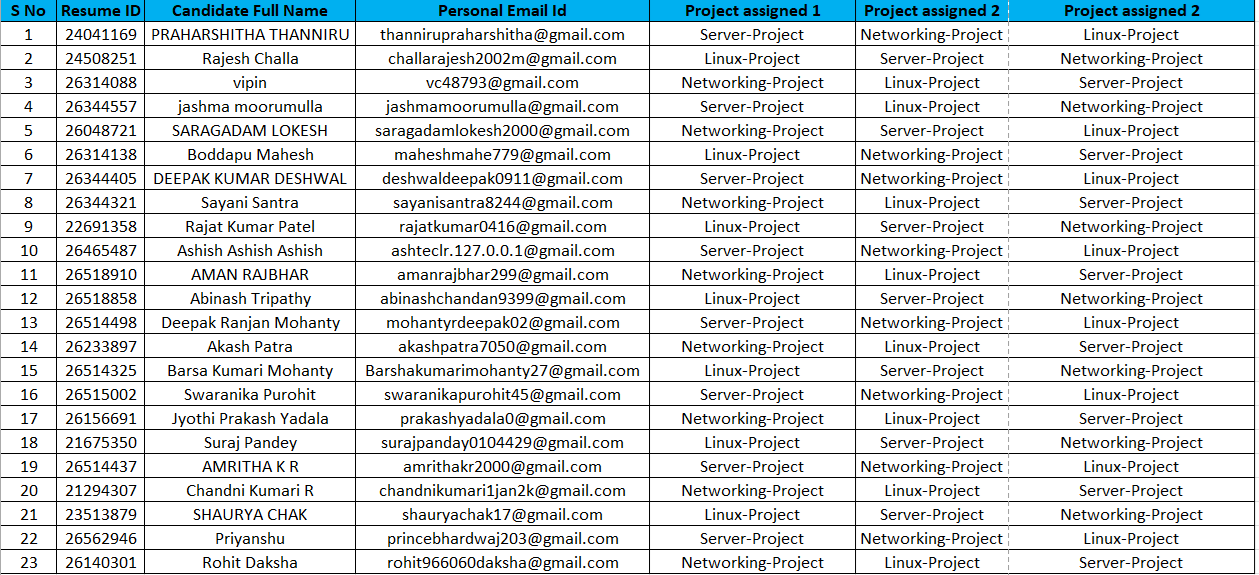 S No Resume ID Candidate Full Name Personal Email Id Project assigned 1 Project assigned 2 Project assigned 2
1 24041169 PRAHARSHITHA THANNIRU thannirupraharshitha@gmail.com Server-Project Networking-Project Linux-Project
2 24508251 Rajesh Challa challarajesh2002m@gmail.com Linux-Project Server-Project Networking-Project
3 26314088 vipin vc48793@gmail.com Networking-Project Linux-Project Server-Project
4 26344557 jashma moorumulla jashmamoorumulla@gmail.com Server-Project Linux-Project Networking-Project
5 26048721 SARAGADAM LOKESH saragadamlokesh2000@gmail.com Networking-Project Server-Project Linux-Project
6 26314138 Boddapu Mahesh maheshmahe779@gmail.com Linux-Project Networking-Project Server-Project
7 26344405 DEEPAK KUMAR DESHWAL deshwaldeepak0911@gmail.com Server-Project Networking-Project Linux-Project
8 26344321 Sayani Santra sayanisantra8244@gmail.com Networking-Project Linux-Project Server-Project
9 22691358 Rajat Kumar Patel rajatkumar0416@gmail.com Linux-Project Server-Project Networking-Project
10 26465487 Ashish Ashish Ashish ashteclr.127.0.0.1@gmail.com Server-Project Networking-Project Linux-Project
11 26518910 AMAN RAJBHAR amanrajbhar299@gmail.com Networking-Project Linux-Project Server-Project
12 26518858 Abinash Tripathy abinashchandan9399@gmail.com Linux-Project Server-Project Networking-Project
13 26514498 Deepak Ranjan Mohanty mohantyrdeepak02@gmail.com Server-Project Networking-Project Linux-Project
14 26233897 Akash Patra akashpatra7050@gmail.com Networking-Project Linux-Project Server-Project
15 26514325 Barsa Kumari Mohanty Barshakumarimohanty27@gmail.com Linux-Project Server-Project Networking-Project
16 26515002 Swaranika Purohit swaranikapurohit45@gmail.com Server-Project Networking-Project Linux-Project
17 26156691 Jyothi Prakash Yadala prakashyadala0@gmail.com Networking-Project Linux-Project Server-Project
18 21675350 Suraj Pandey surajpanday0104429@gmail.com Linux-Project Server-Project Networking-Project
19 26514437 AMRITHA K R amrithakr2000@gmail.com Server-Project Networking-Project Linux-Project
20 21294307 Chandni Kumari R chandnikumari1jan2k@gmail.com Networking-Project Linux-Project Server-Project
21 23513879 SHAURYA CHAK shauryachak17@gmail.com Linux-Project Server-Project Networking-Project
22 26562946 Priyanshu princebhardwaj203@gmail.com Server-Project Networking-Project Linux-Project
23 26140301 Rohit Daksha rohit966060daksha@gmail.com Networking-Project Linux-Project Server-Project